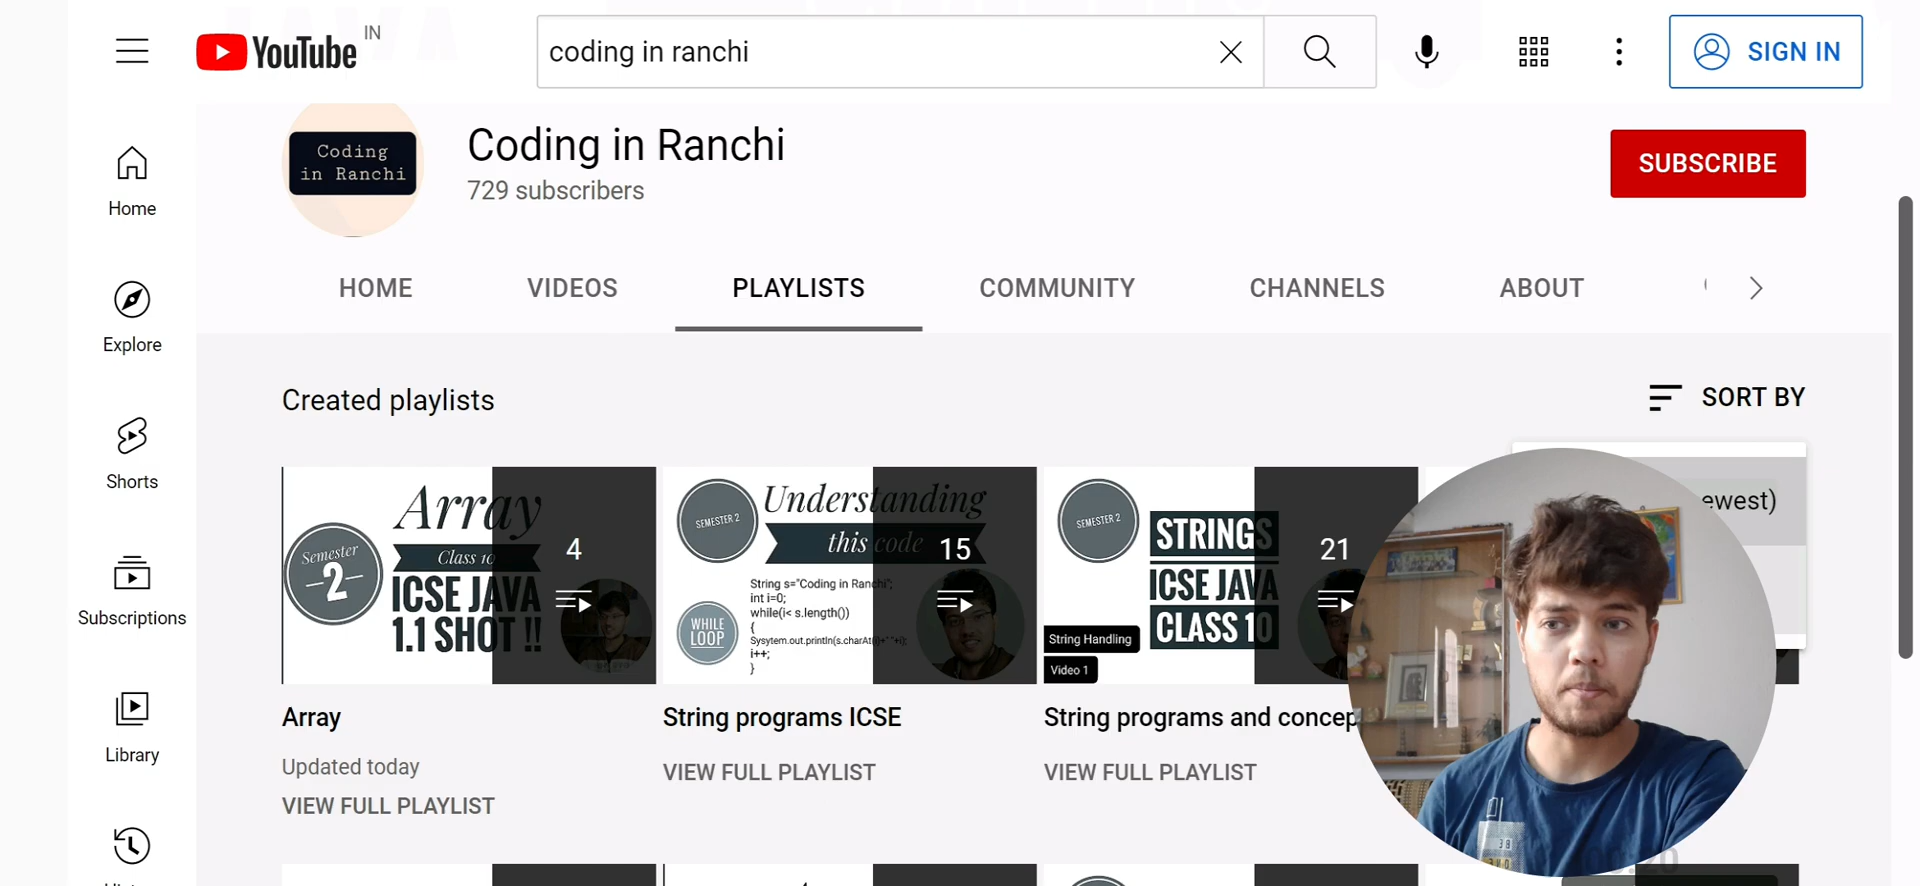 YouTube IN
coding in ranchi
SIGN IN
Coding
in Ranchi
Coding in Ranchi
729 subscribers
SUBSCRIBE
Home
Explore
Shorts
Subscriptions
Library
HOME VIDEOS PLAYLISTS COMMUNITY CHANNELS ABOUT
Created playlists
SORT BY
ewest)
Semester
2
Array
Class 10
ICSE JAVA
1.1 SHOT !!
4
Array
Updated today
VIEW FULL PLAYLIST
SEMESTER 2
Understanding
this code
15
String s="Coding in Ranchi";
int i=0;
while(i< s.length())
{
Sysytem.out.println(s.charAt(i)+" "+i);
i++;
}
WHILE
LOOP
String programs ICSE
VIEW FULL PLAYLIST
SEMESTER 2
STRINGS
ICSE JAVA
CLASS 10
21
String Handling
Video 1
String programs and concep
VIEW FULL PLAYLIST